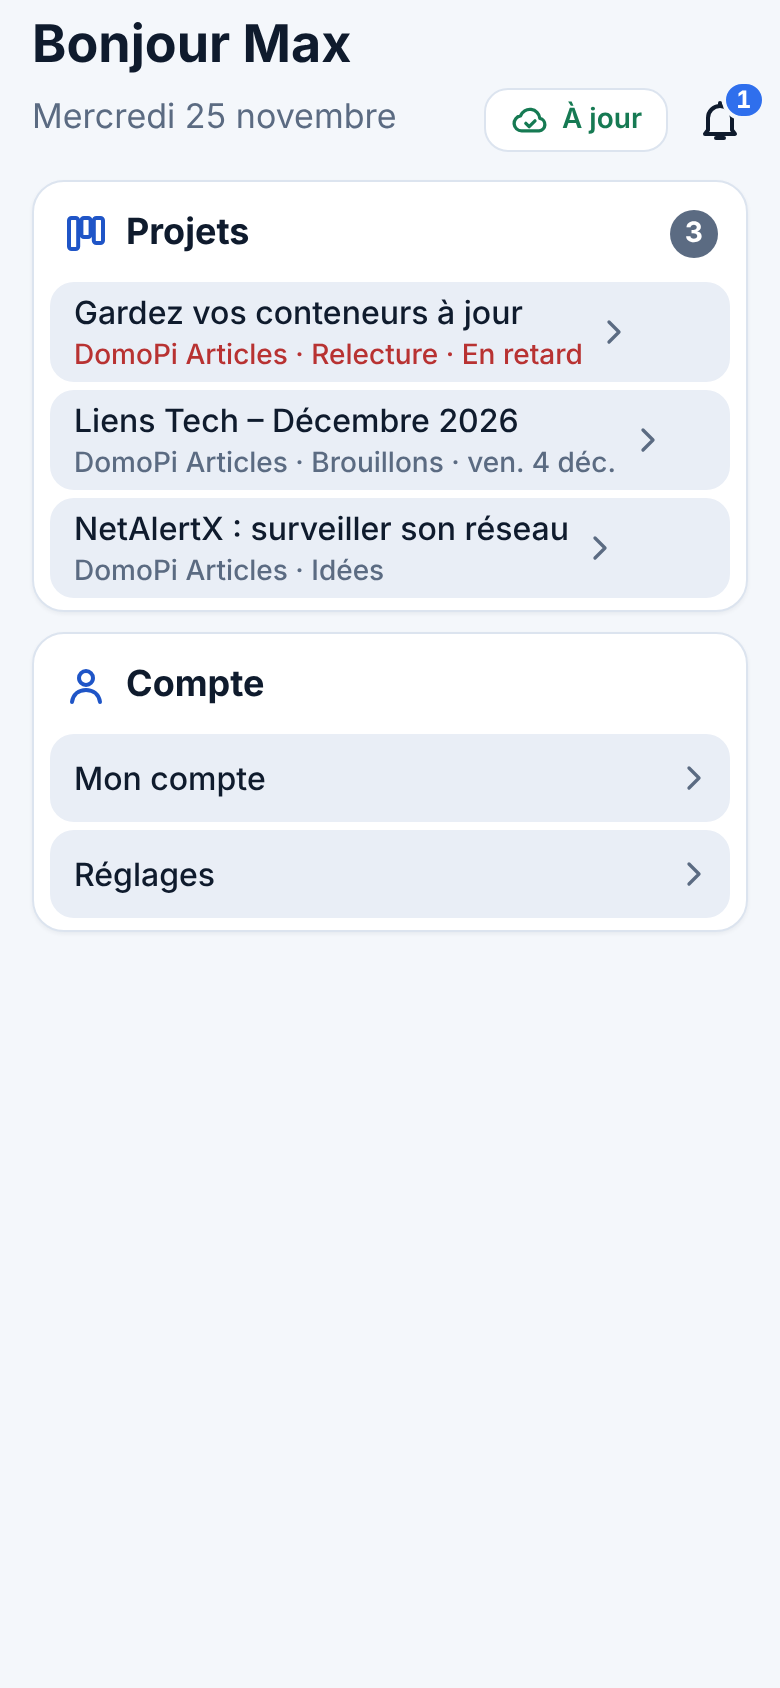 Bonjour Max
Mercredi 25 novembre
À jour
1
Projets
3
Gardez vos conteneurs à jour
DomoPi Articles · Relecture · En retard
Liens Tech – Décembre 2026
DomoPi Articles · Brouillons · ven. 4 déc.
NetAlertX : surveiller son réseau
DomoPi Articles · Idées
Compte
Mon compte
Réglages